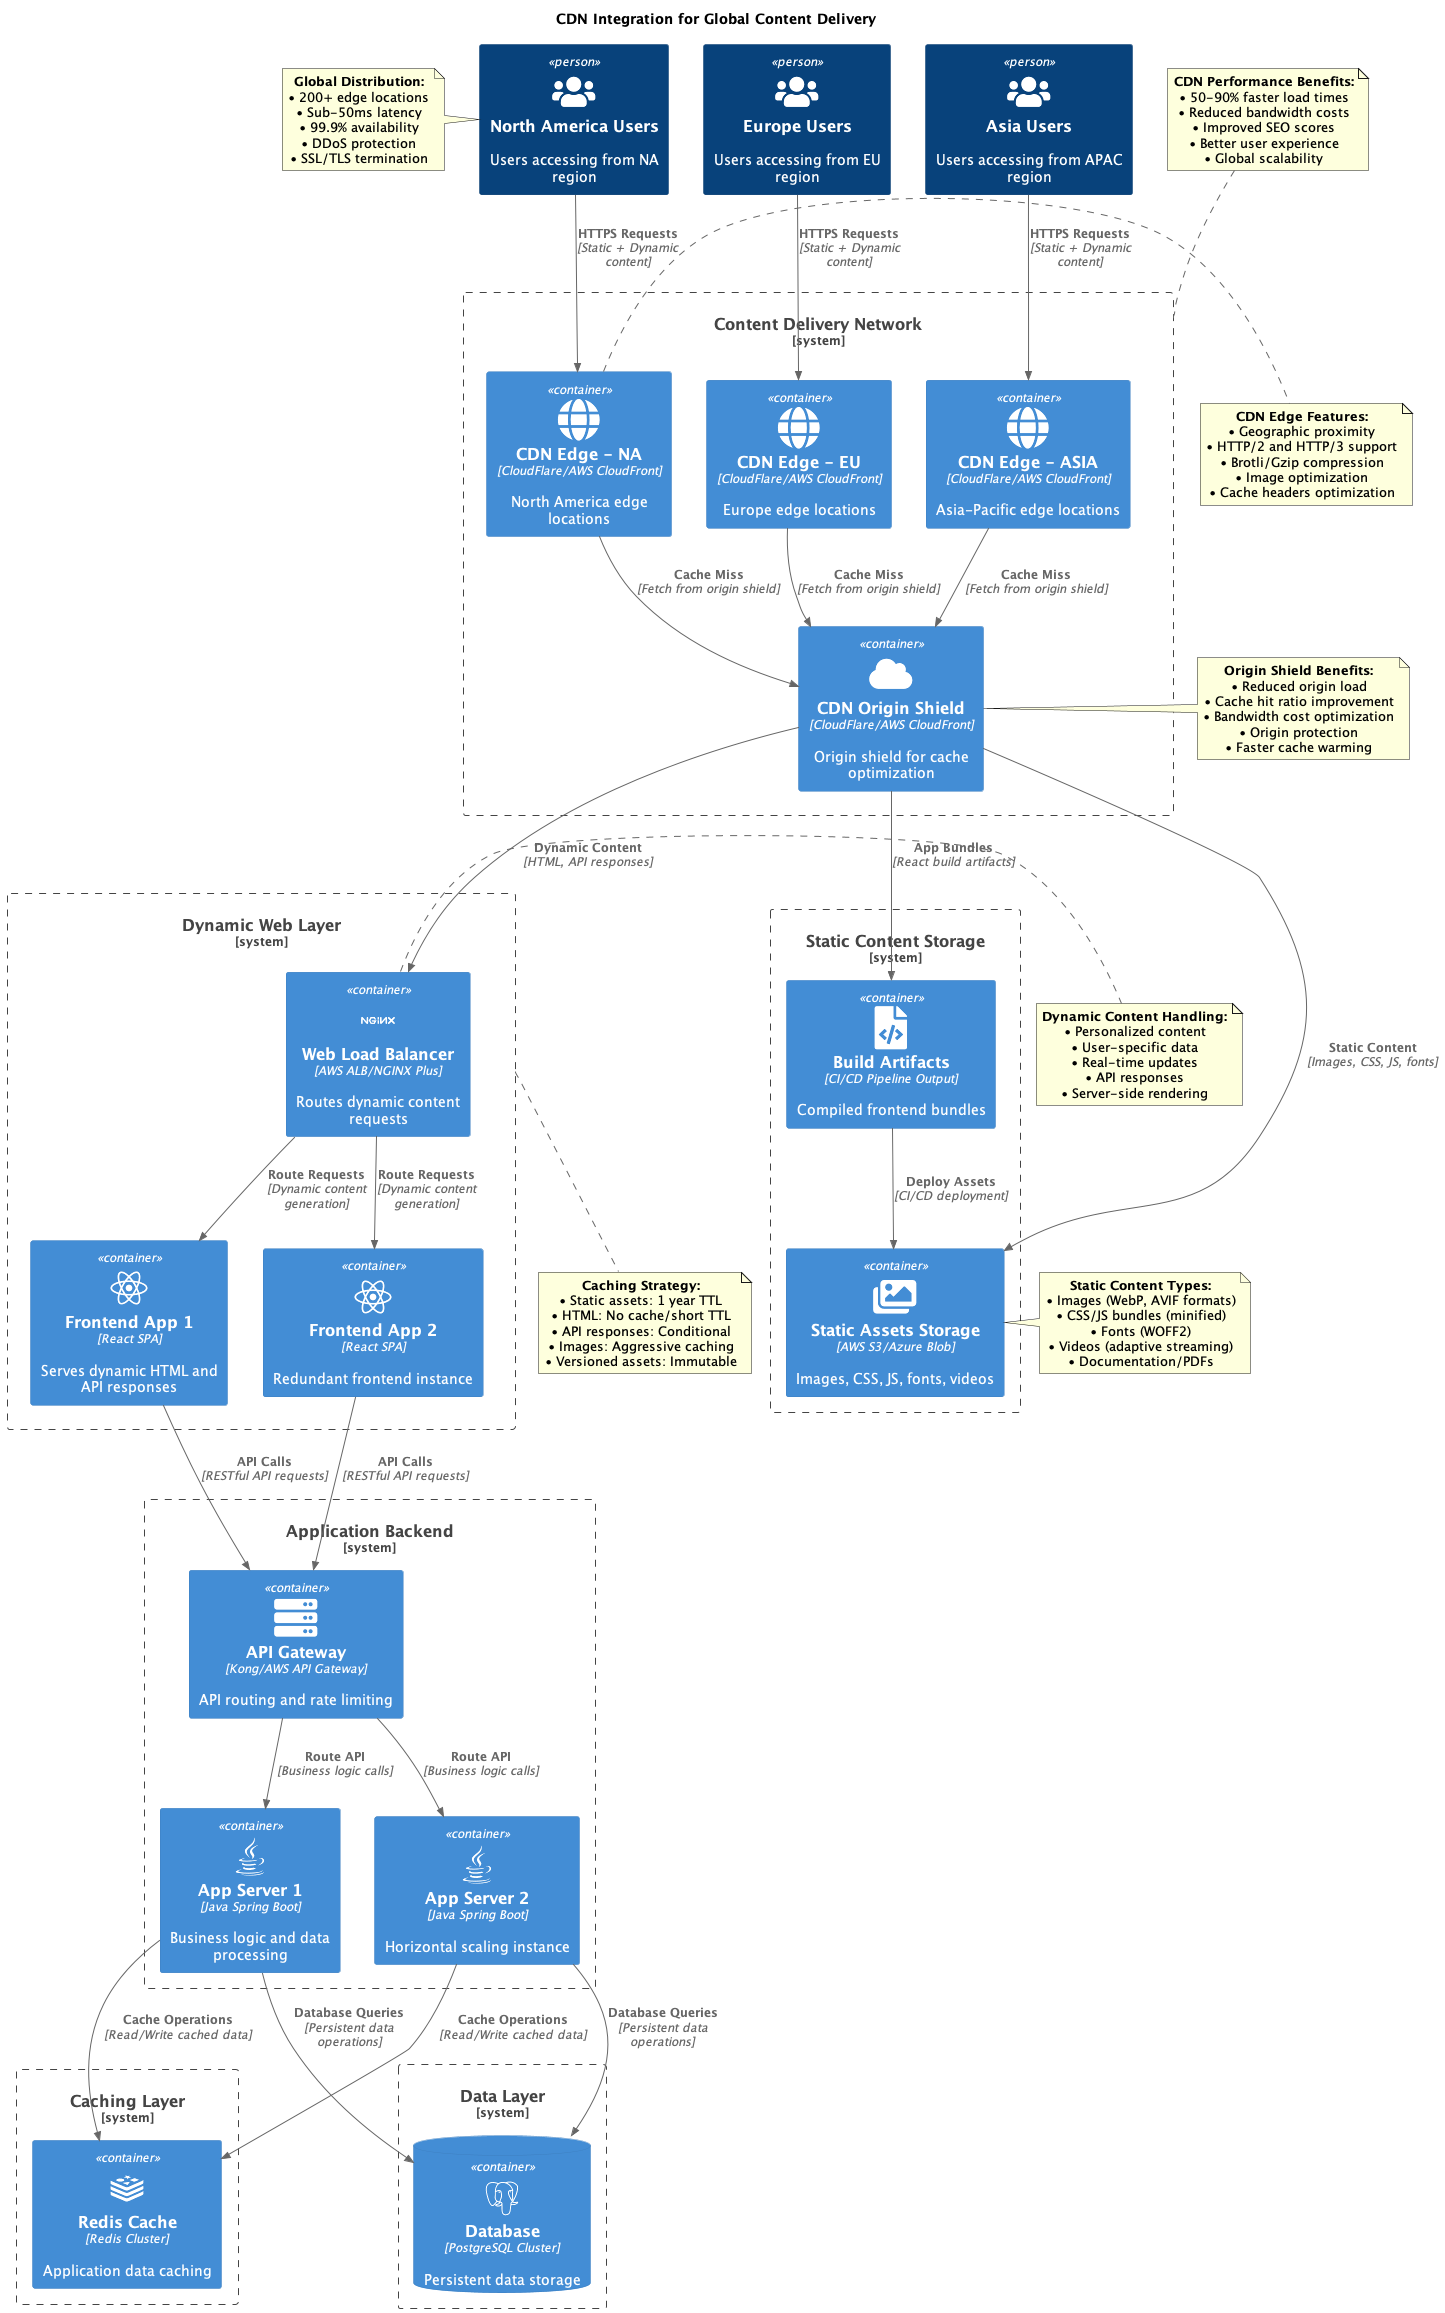 CDN Integration for Global Content Delivery
Global Distribution:
• 200+ edge locations
• Sub-50ms latency
• 99.9% availability
• DDoS protection
• SSL/TLS termination
«person»
North America Users
Users accessing from NA
region
«person»
Europe Users
Users accessing from EU
region
«person»
Asia Users
Users accessing from APAC
region
CDN Performance Benefits:
• 50-90% faster load times
• Reduced bandwidth costs
• Improved SEO scores
• Better user experience
• Global scalability
HTTPS Requests
[Static + Dynamic
content]
HTTPS Requests
[Static + Dynamic
content]
HTTPS Requests
[Static + Dynamic
content]
Content Delivery Network
[system]
«container»
CDN Edge - NA
[CloudFlare/AWS CloudFront]
North America edge
locations
«container»
CDN Edge - EU
[CloudFlare/AWS CloudFront]
Europe edge locations
«container»
CDN Edge - ASIA
[CloudFlare/AWS CloudFront]
Asia-Pacific edge locations
CDN Edge Features:
• Geographic proximity
• HTTP/2 and HTTP/3 support
• Brotli/Gzip compression
• Image optimization
• Cache headers optimization
Cache Miss
[Fetch from origin shield]
Cache Miss
[Fetch from origin shield]
Cache Miss
[Fetch from origin shield]
«container»
CDN Origin Shield
[CloudFlare/AWS CloudFront]
Origin shield for cache
optimization
Origin Shield Benefits:
• Reduced origin load
• Cache hit ratio improvement
• Bandwidth cost optimization
• Origin protection
• Faster cache warming
Dynamic Content
[HTML, API responses]
App Bundles
[React build artifacts]
Static Content
[Images, CSS, JS, fonts]
Dynamic Web Layer
[system]
«container»
NGINX
Web Load Balancer
[AWS ALB/NGINX Plus]
Routes dynamic content
requests
Static Content Storage
[system]
«container»
Build Artifacts
[CI/CD Pipeline Output]
Compiled frontend bundles
Dynamic Content Handling:
• Personalized content
• User-specific data
• Real-time updates
• API responses
• Server-side rendering
Route Requests
[Dynamic content
generation]
Route Requests
[Dynamic content
generation]
Deploy Assets
[CI/CD deployment]
«container»
Frontend App 1
[React SPA]
Serves dynamic HTML and
API responses
«container»
Frontend App 2
[React SPA]
Redundant frontend instance
Caching Strategy:
• Static assets: 1 year TTL
• HTML: No cache/short TTL
• API responses: Conditional
• Images: Aggressive caching
• Versioned assets: Immutable
«container»
Static Assets Storage
[AWS S3/Azure Blob]
Images, CSS, JS, fonts, videos
Static Content Types:
• Images (WebP, AVIF formats)
• CSS/JS bundles (minified)
• Fonts (WOFF2)
• Videos (adaptive streaming)
• Documentation/PDFs
API Calls
[RESTful API requests]
API Calls
[RESTful API requests]
Application Backend
[system]
«container»
API Gateway
[Kong/AWS API Gateway]
API routing and rate limiting
Route API
[Business logic calls]
Route API
[Business logic calls]
«container»
App Server 1
[Java Spring Boot]
Business logic and data
processing
«container»
App Server 2
[Java Spring Boot]
Horizontal scaling instance
Cache Operations
[Read/Write cached data]
Database Queries
[Persistent data
operations]
Cache Operations
[Read/Write cached data]
Database Queries
[Persistent data
operations]
Caching Layer
[system]
«container»
Redis Cache
[Redis Cluster]
Application data caching
Data Layer
[system]
«container»
Database
[PostgreSQL Cluster]
Persistent data storage